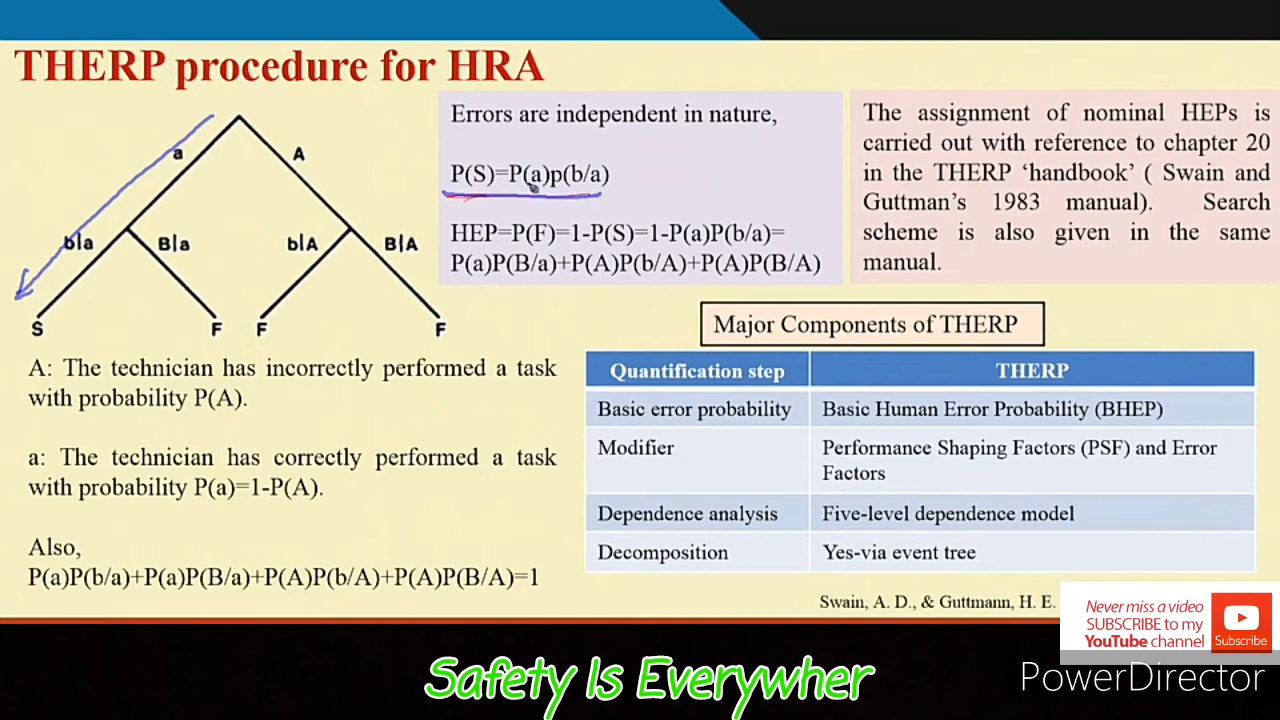 THERP procedure for HRA
a
A
b|a
B|a
b|A
B|A
S
F
F
F
Errors are independent in nature,
P(S)=P(a)p(b/a)
HEP=P(F)=1-P(S)=1-P(a)P(b/a)=
P(a)P(B/a)+P(A)P(b/A)+P(A)P(B/A)
The assignment of nominal HEPs is
carried out with reference to chapter 20
in the THERP ‘handbook’ ( Swain and
Guttman’s 1983 manual). Search
scheme is also given in the same
manual.
A: The technician has incorrectly performed a task
with probability P(A).
a: The technician has correctly performed a task
with probability P(a)=1-P(A).
Also,
P(a)P(b/a)+P(a)P(B/a)+P(A)P(b/A)+P(A)P(B/A)=1
Major Components of THERP
Quantification step THERP
Basic error probability Basic Human Error Probability (BHEP)
Modifier Performance Shaping Factors (PSF) and Error
Factors
Dependence analysis Five-level dependence model
Decomposition Yes-via event tree
Swain, A. D., & Guttmann, H. E.
Never miss a video
SUBSCRIBE to my
YouTube channel
Subscribe
Safety Is Everywher
PowerDirector